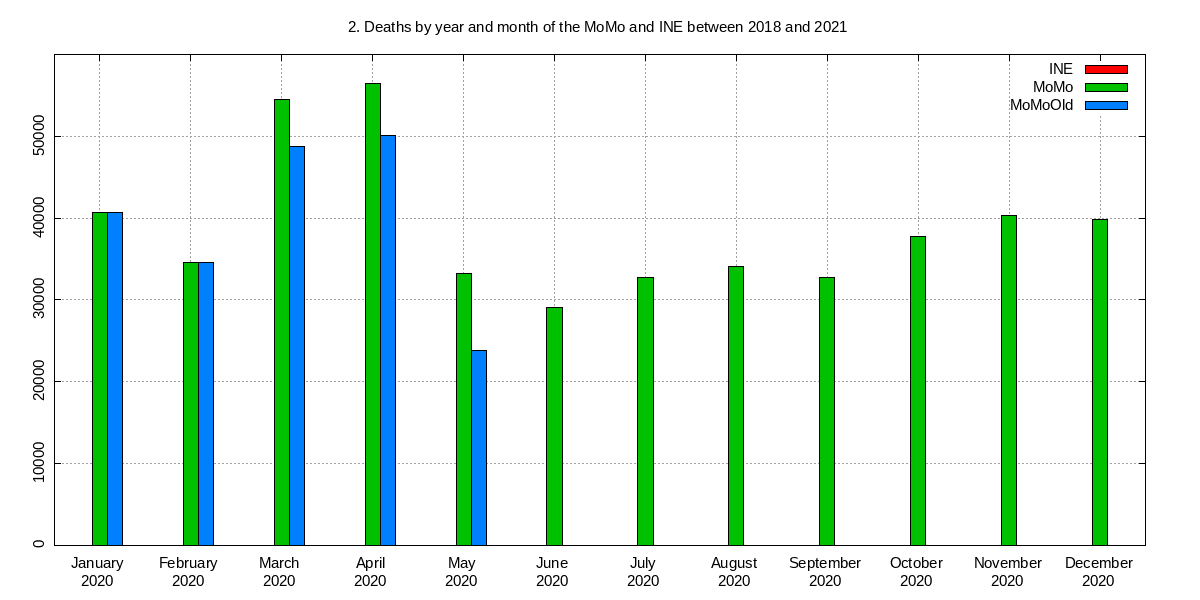 2. Deaths by year and month of the MoMo and INE between 2018 and 2021
INE
MoMo
MoMoOld
50000
40000
30000
20000
10000
0
January February March April May June July August September October November December
2020 2020 2020 2020 2020 2020 2020 2020 2020 2020 2020 2020